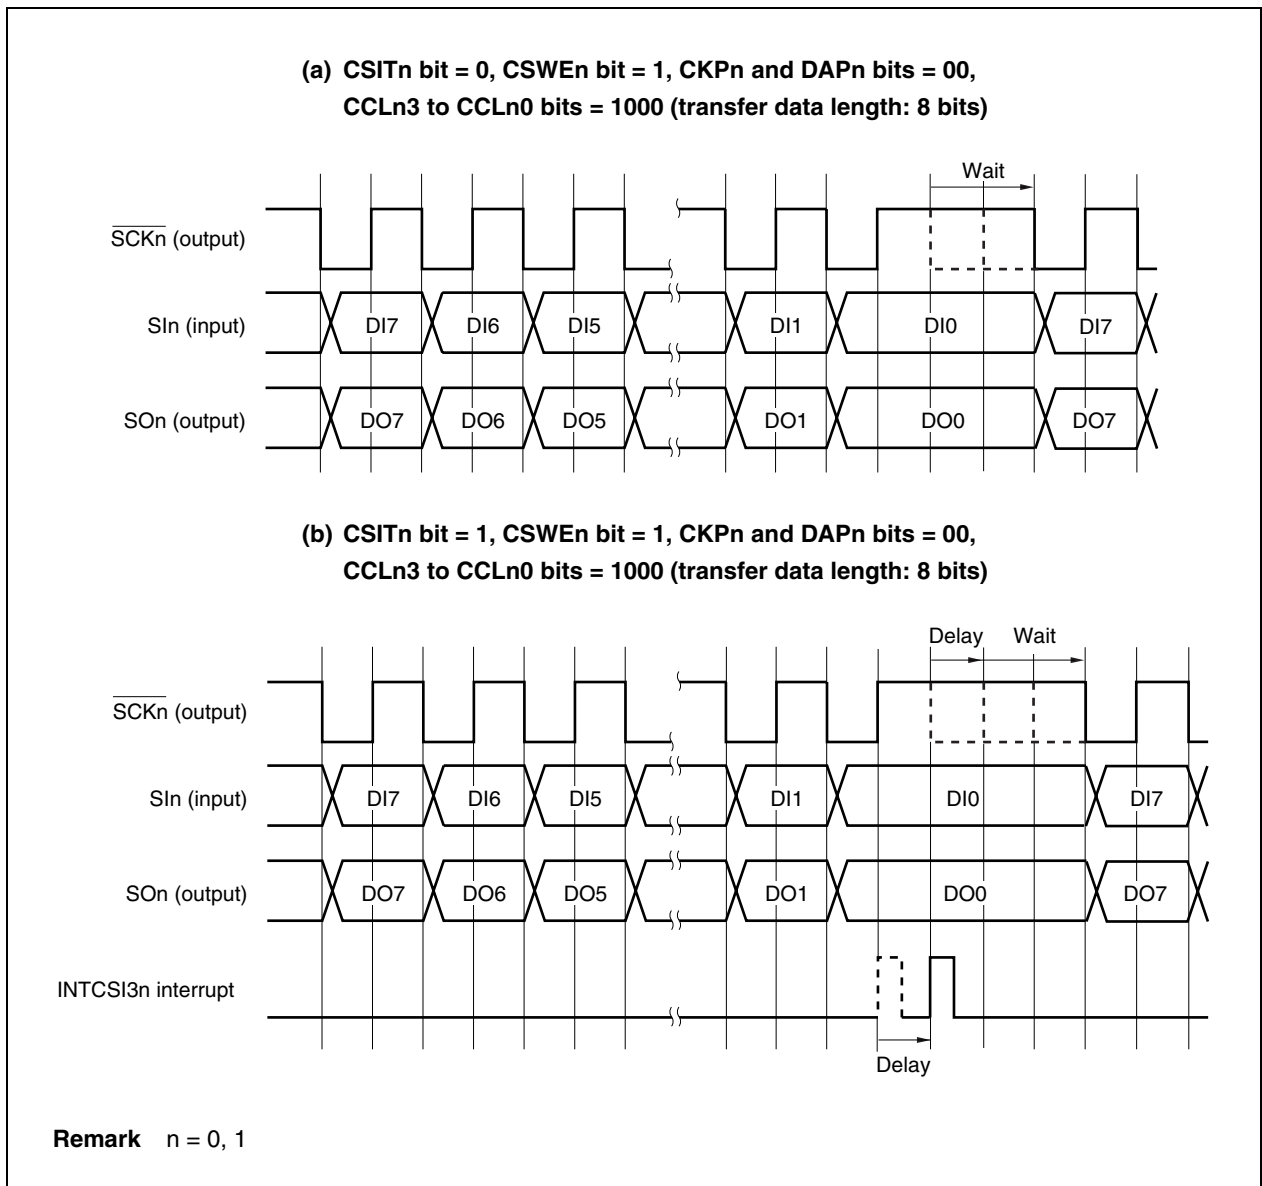 (a) CSITn bit = 0, CSWEn bit = 1, CKPn and DAPn bits = 00,
CCLn3 to CCLn0 bits = 1000 (transfer data length: 8 bits)
Wait
SCKn (output)
SIn (input)
DI7 DI6 DI5 DI1 DI0 DI7
SOn (output)
DO7 DO6 DO5 DO1 DO0 DO7
(b) CSITn bit = 1, CSWEn bit = 1, CKPn and DAPn bits = 00,
CCLn3 to CCLn0 bits = 1000 (transfer data length: 8 bits)
Delay Wait
SCKn (output)
SIn (input)
DI7 DI6 DI5 DI1 DI0 DI7
SOn (output)
DO7 DO6 DO5 DO1 DO0 DO7
INTCSI3n interrupt
Delay
Remark n = 0, 1